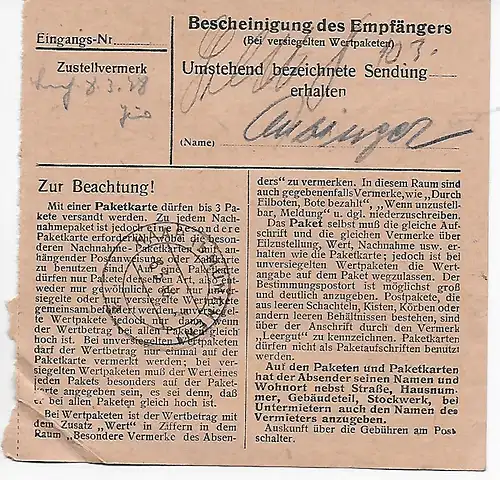 Eingangs-Nr.
Zustellvermerk
8.3.48
Bescheinigung des Empfängers
(Bei versiegelten Wertpaketen)
Umstehend bezeichnete Sendung
erhalten
(Name)
Zur Beachtung!
Mit einer Paketkarte dürfen bis 3 Pa-
kete versandt werden. Zu jedem Nach-
nahmepaket ist jedoch eine besondere
Paketkarte erforderlich, wobei die beson-
deren Nachnahme-Paketkarten mit an-
hängender Postanweisung oder Zahlkarte
zu benutzen sind. Für eine Paketkarte
dürfen nur Pakete derselben Art, also ent-
weder nur gewöhnliche oder nur ver-
siegelte oder nur unversiegelte Wertpakete
gemeinsam behandelt werden, unversie-
gelte Wertpakete jedoch nur dann, wenn
der Wertbetrag bei allen Paketen gleich
hoch ist. Bei unversiegelten Wertpaketen
darf der Wertbetrag nur einmal auf der
Paketkarte vermerkt werden; bei ver-
siegelten Wertpaketen muß der Wert eines
jeden Pakets besonders auf der Paket-
karte angegeben sein, es sei denn, daß
er bei allen Paketen gleich hoch ist.
Bei Wertpaketen ist der Wertbetrag mit
dem Zusatz „Wert" in Ziffern in dem
Raum „Besondere Vermerke des Absen-
ders" zu vermerken. In diesem Raum sind
auch gegebenenfalls Vermerke, wie „Durch
Eilboten, Bote bezahlt", „Wenn unzustell-
bar, Meldung" u. dgl. niederzuschreiben.
Das Paket selbst muß die gleiche Auf-
schrift und die gleichen Vermerke über
Eilzustellung, Wert, Nachnahme usw. er-
halten wie die Paketkarte; jedoch ist bei
unversiegelten Wertpaketen die Wert-
angabe auf dem Paket wegzulassen. Der
Bestimmungspostort ist möglichst groß
und deutlich anzugeben. Postpakete, die
aus leeren Schachteln, Kisten, Körben oder
andern leeren Behältnissen bestehen, sind
über der Anschrift durch den Vermerk
„Leergut" zu kennzeichnen. Paketkarten
dürfen nicht als Paketaufschriften benutzt
werden.
Auf den Paketen und Paketkarten
hat der Absender seinen Namen und
Wohnort nebst Straße, Hausnum-
mer, Gebäudeteil, Stockwerk, bei
Untermietern auch den Namen des
Vermieters anzugeben.
Auskunft über die Gebühren am Post-
schalter.